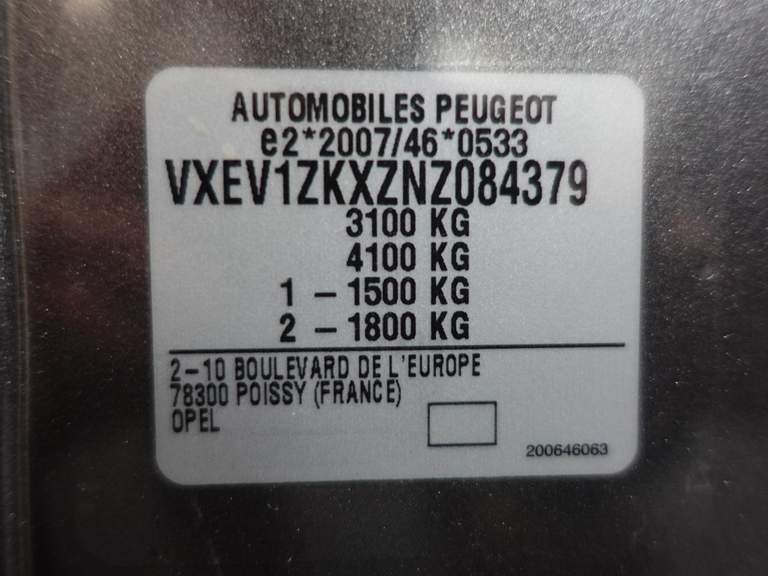 AUTOMOBILES PEUGEOT
e2*2007/46*0533
VXEV1ZKXZNZ084379
3100 KG
4100 KG
1 - 1500 KG
2 - 1800 KG
2-10 BOULEVARD DE L'EUROPE
78300 POISSY (FRANCE)
OPEL
200646063